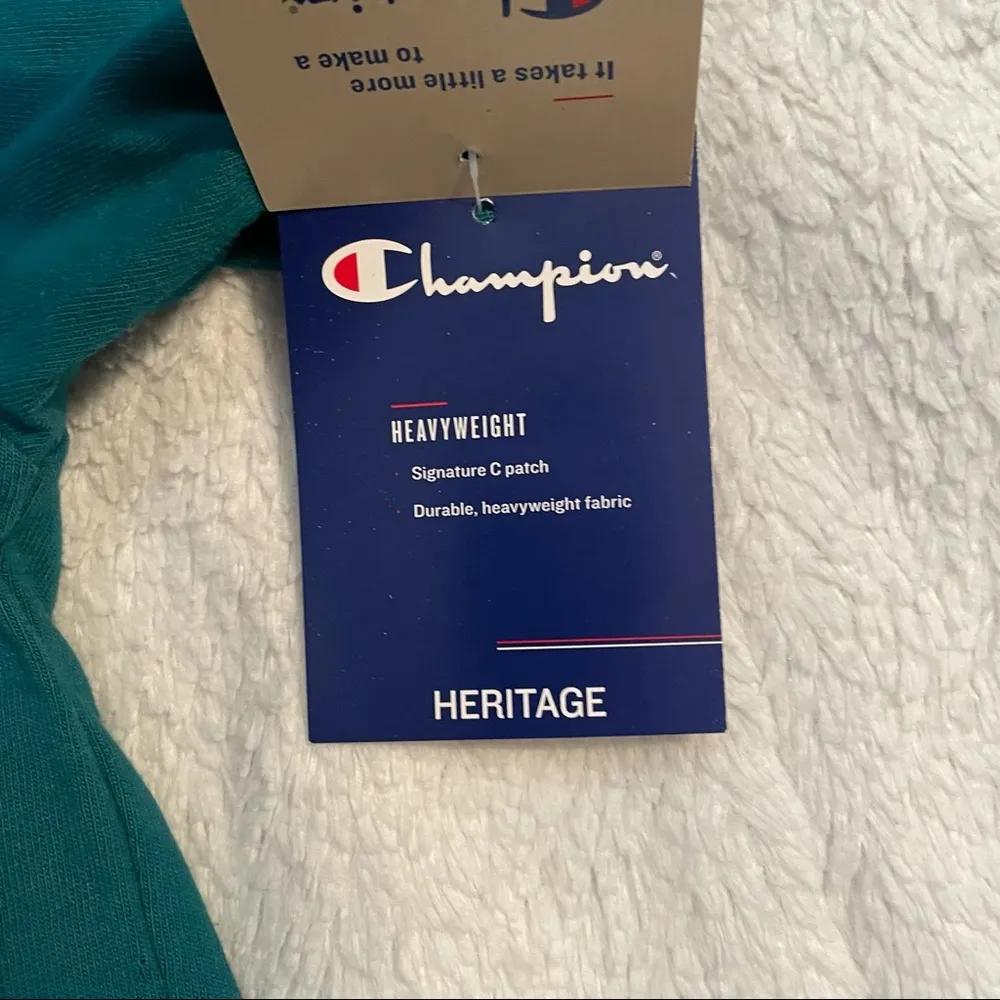 It takes a little more
to make a
Champion®
HEAVYWEIGHT
· Signature C patch
· Durable, heavyweight fabric
HERITAGE